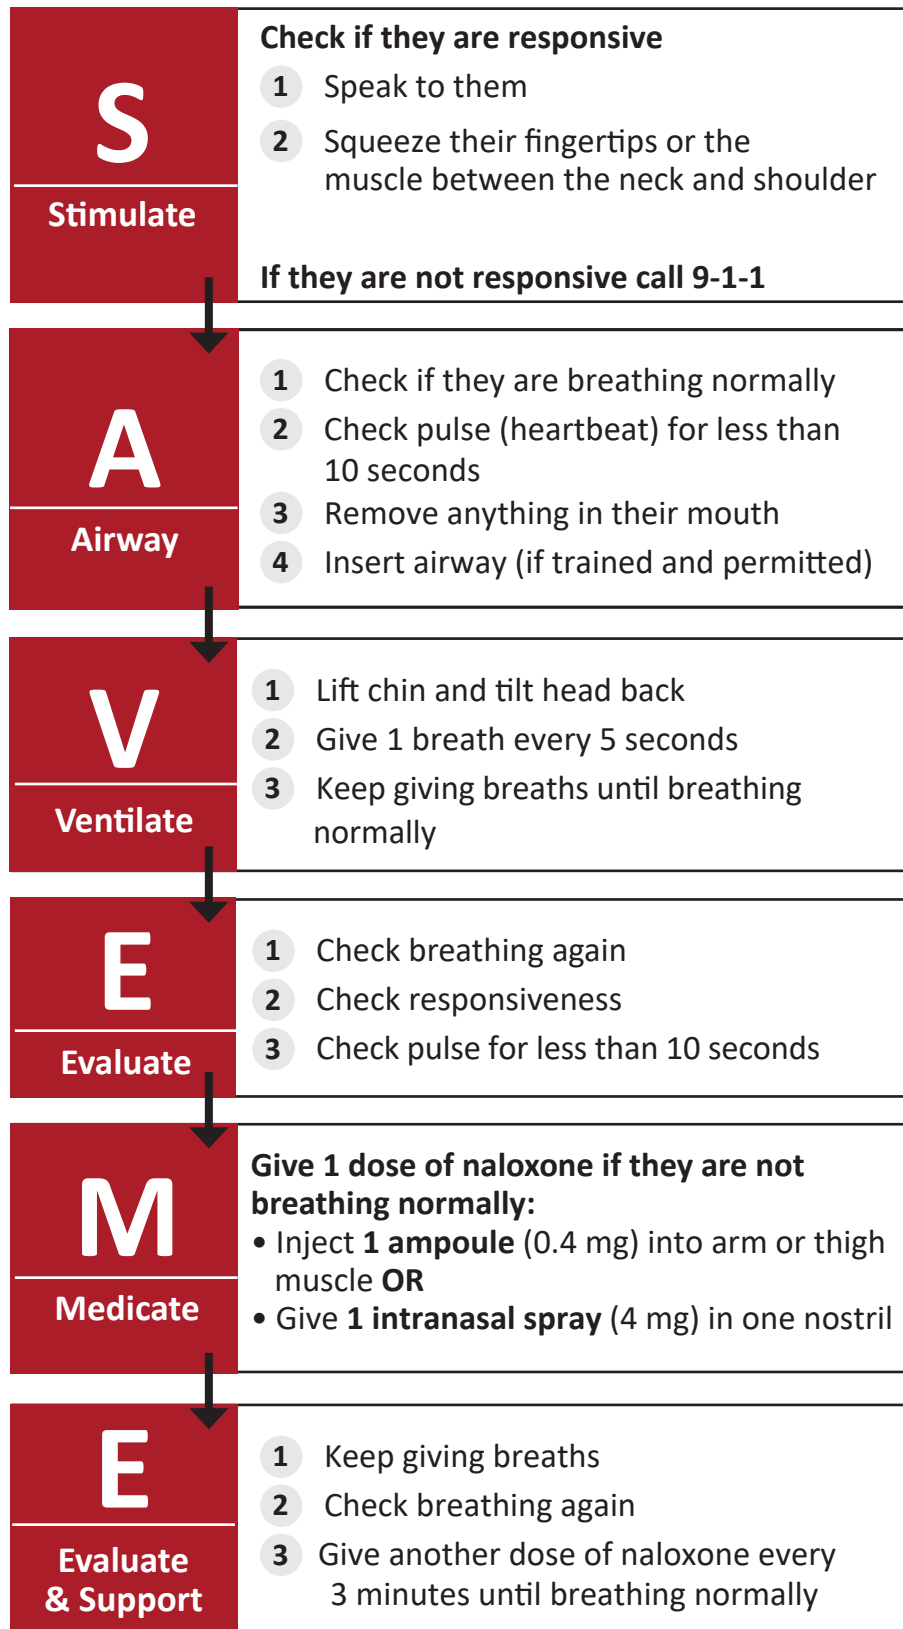 S
Stimulate
Check if they are responsive
1 Speak to them
2 Squeeze their fingertips or the
muscle between the neck and shoulder
If they are not responsive call 9-1-1
A
Airway
1 Check if they are breathing normally
2 Check pulse (heartbeat) for less than
10 seconds
3 Remove anything in their mouth
4 Insert airway (if trained and permitted)
V
Ventilate
1 Lift chin and tilt head back
2 Give 1 breath every 5 seconds
3 Keep giving breaths until breathing
normally
E
Evaluate
1 Check breathing again
2 Check responsiveness
3 Check pulse for less than 10 seconds
M
Medicate
Give 1 dose of naloxone if they are not
breathing normally:
• Inject 1 ampoule (0.4 mg) into arm or thigh
muscle OR
• Give 1 intranasal spray (4 mg) in one nostril
E
Evaluate
& Support
1 Keep giving breaths
2 Check breathing again
3 Give another dose of naloxone every
3 minutes until breathing normally